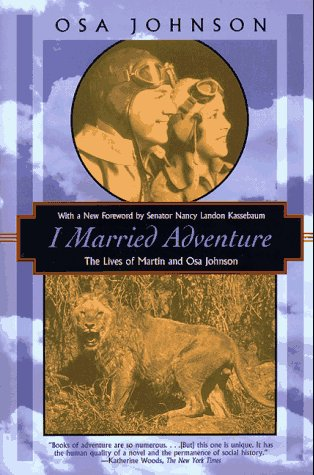 OSA JOHNSON
With a New Foreword by Senator Nancy Landon Kassebaum
I Married Adventure
The Lives of Martin and Osa Johnson
"Books of adventure are so numerous. . . .[But] this one is unique. It has
the human quality of a novel and the permanence of social history."
—Katherine Woods, The New York Times